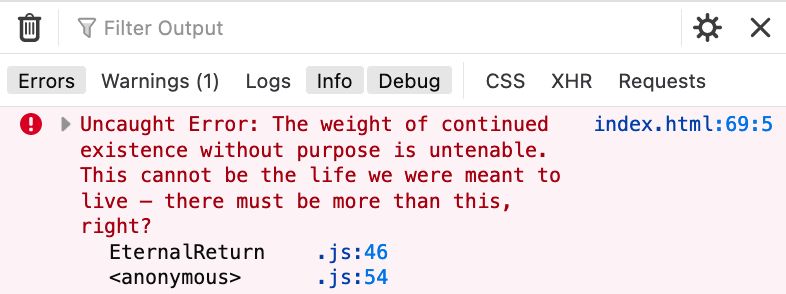 Filter Output
Errors Warnings (1) Logs Info Debug CSS XHR Requests
Uncaught Error: The weight of continued index.html:69:5
existence without purpose is untenable.
This cannot be the life we were meant to
live — there must be more than this,
right?
EternalReturn .js:46
<anonymous> .js:54